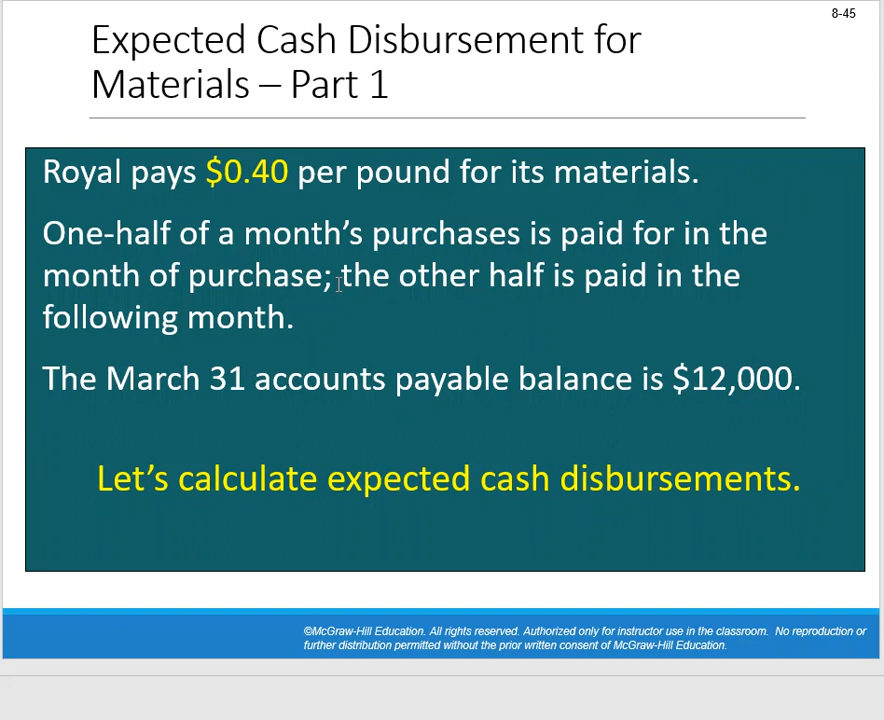 8-45
Expected Cash Disbursement for
Materials – Part 1
Royal pays $0.40 per pound for its materials.
One-half of a month’s purchases is paid for in the
month of purchase; the other half is paid in the
following month.
The March 31 accounts payable balance is $12,000.
Let’s calculate expected cash disbursements.
©McGraw-Hill Education. All rights reserved. Authorized only for instructor use in the classroom.  No reproduction or
further distribution permitted without the prior written consent of McGraw-Hill Education.